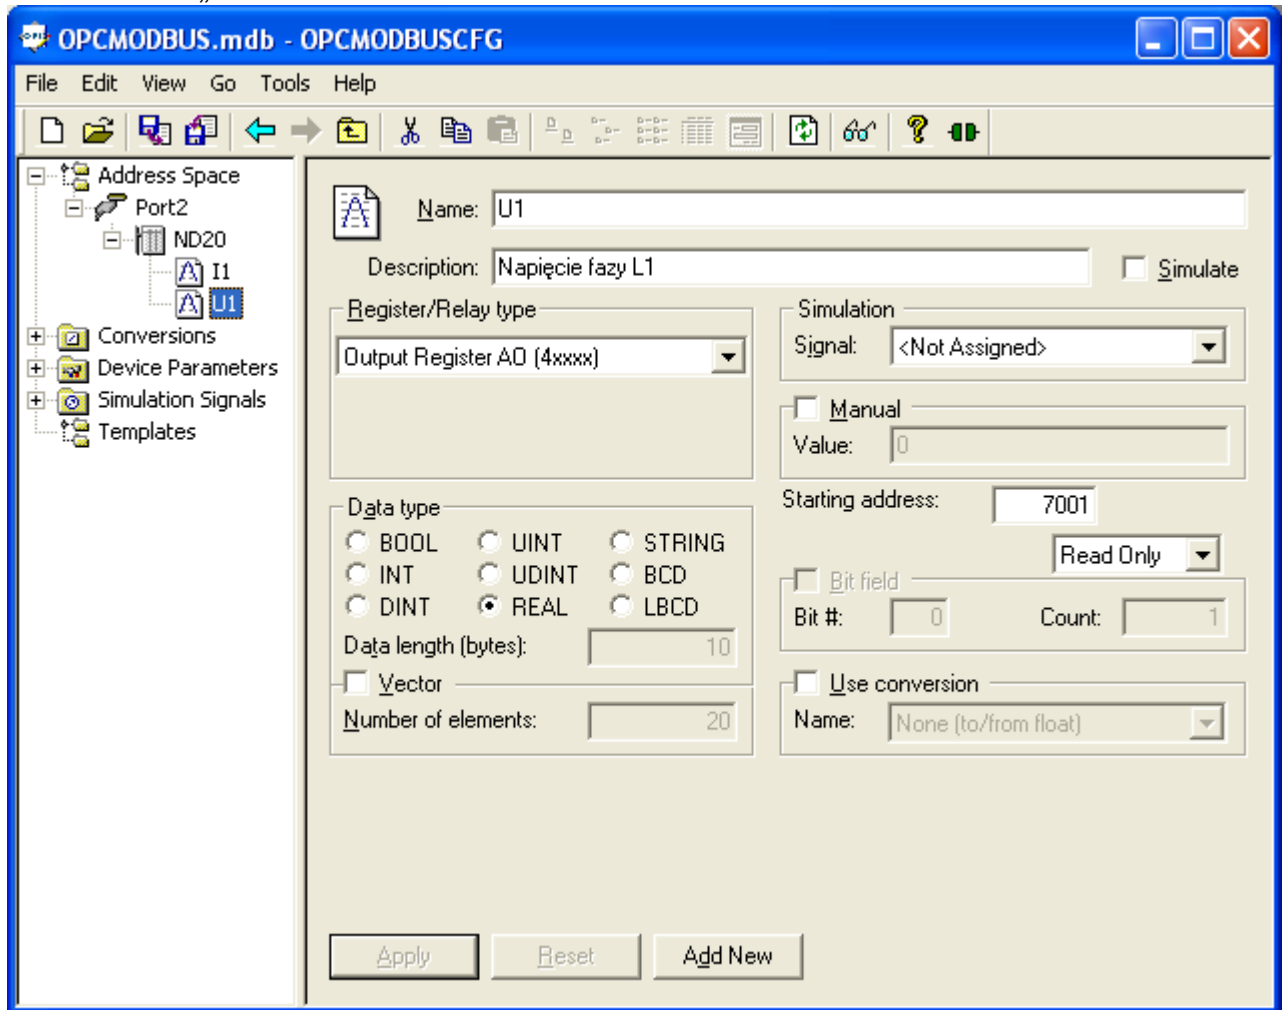 „
OPCMODBUS.mdb - OPCMODBUSCFG
File Edit View Go Tools Help
Address Space
Port2
ND20
I1
U1
Conversions
Device Parameters
Simulation Signals
Templates
Name: U1
Description: Napięcie fazy L1
Simulate
Register/Relay type
Output Register AO (4xxxx)
Simulation
Signal: <Not Assigned>
Manual
Value: 0
Data type
BOOL UINT STRING
INT UDINT BCD
DINT REAL LBCD
Data length (bytes): 10
Vector
Number of elements: 20
Starting address: 7001
Read Only
Bit field
Bit #: 0 Count: 1
Use conversion
Name: None (to/from float)
Apply Reset Add New